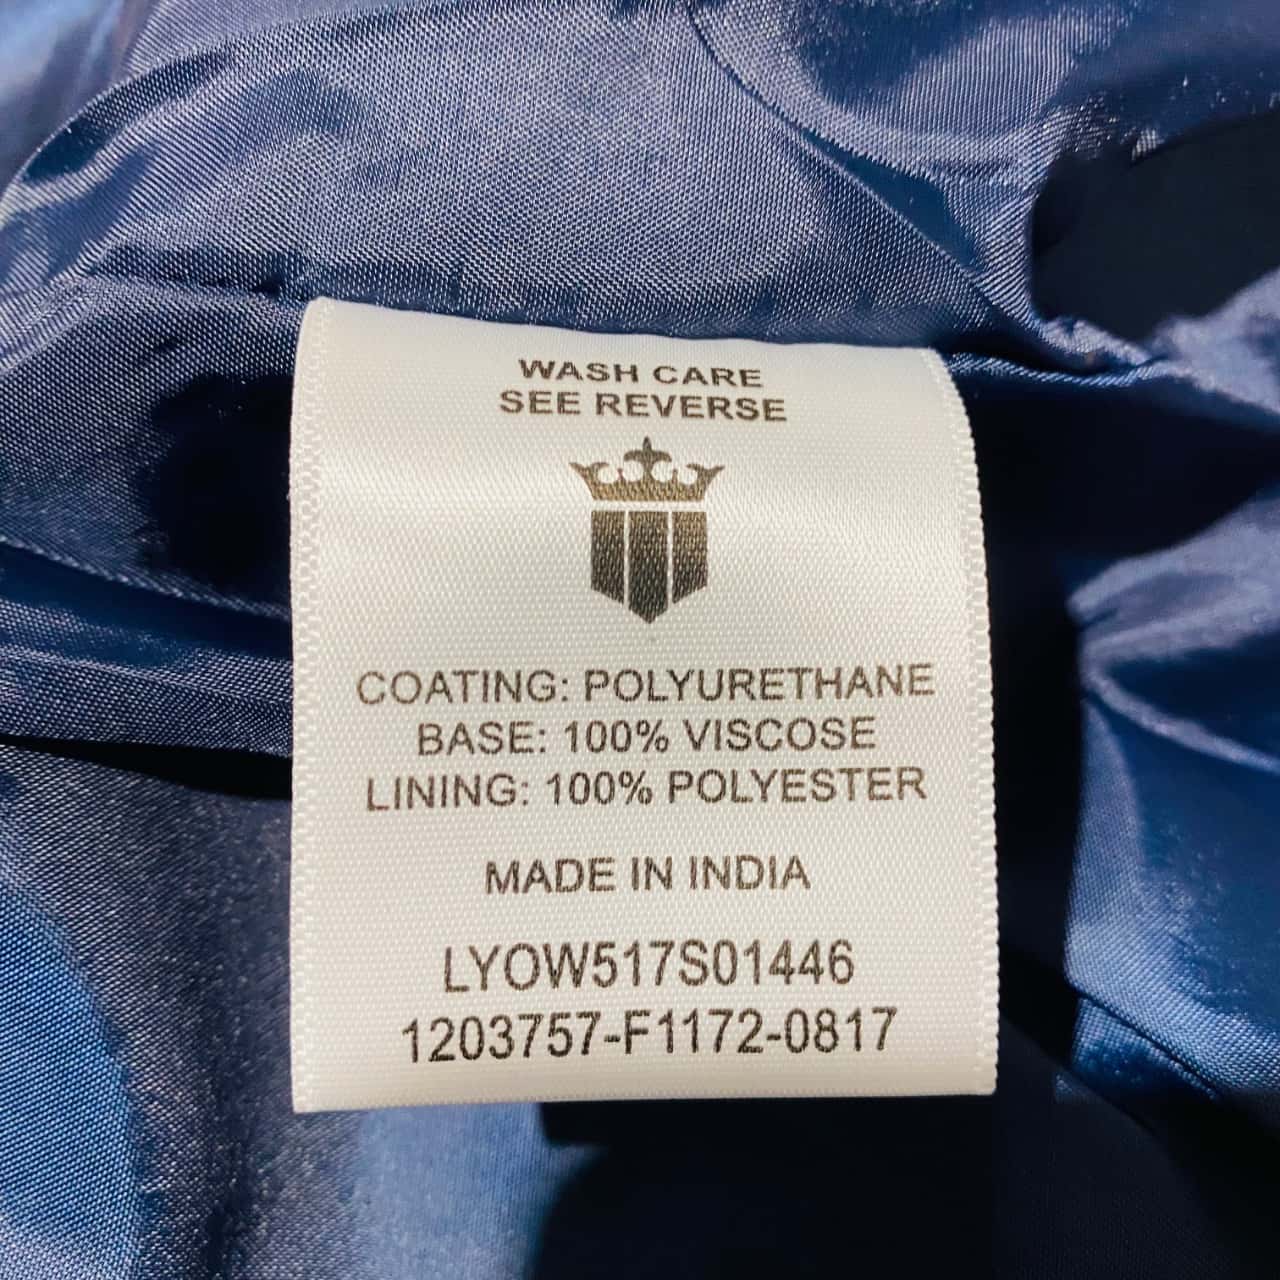 WASH CARE
SEE REVERSE
COATING: POLYURETHANE
BASE: 100% VISCOSE
LINING: 100% POLYESTER
MADE IN INDIA
LYOW517S01446
1203757-F1172-0817